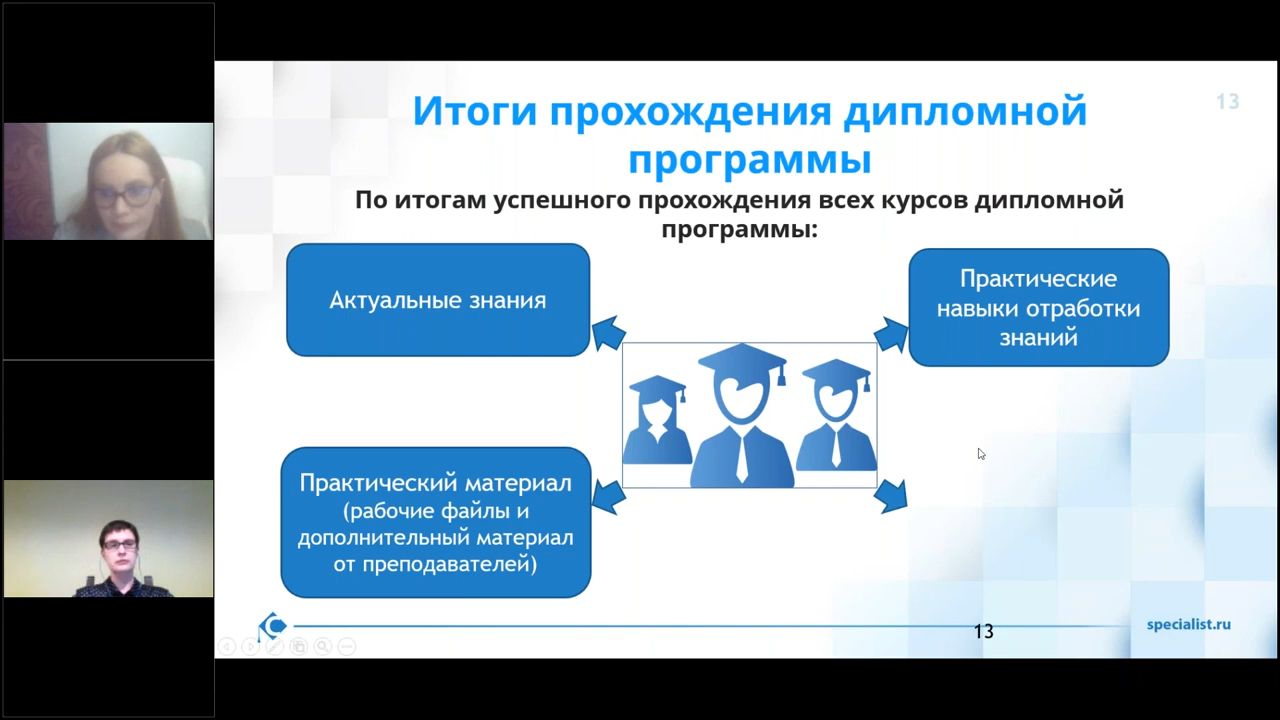 13
Итоги прохождения дипломной
программы
По итогам успешного прохождения всех курсов дипломной
программы:
Актуальные знания
Практические
навыки отработки
знаний
Практический материал
(рабочие файлы и
дополнительный материал
от преподавателей)
specialist.ru
13